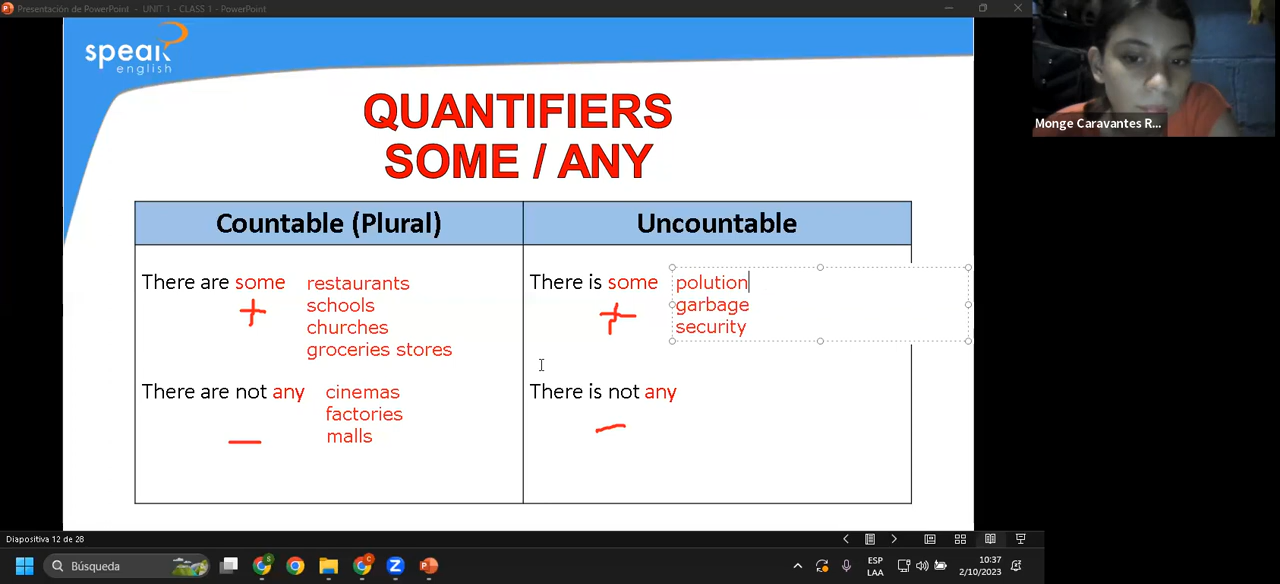 Presentación de PowerPoint - UNIT 1 - CLASS 1 - PowerPoint
speak
english
Monge Caravantes R...
QUANTIFIERS
SOME / ANY
Countable (Plural)
Uncountable
There are some
restaurants
schools
churches
groceries stores
There is some
polution
garbage
security
There are not any
cinemas
factories
malls
There is not any
Diapositiva 12 de 28
Búsqueda
ESP
LAA
10:37
2/10/2023